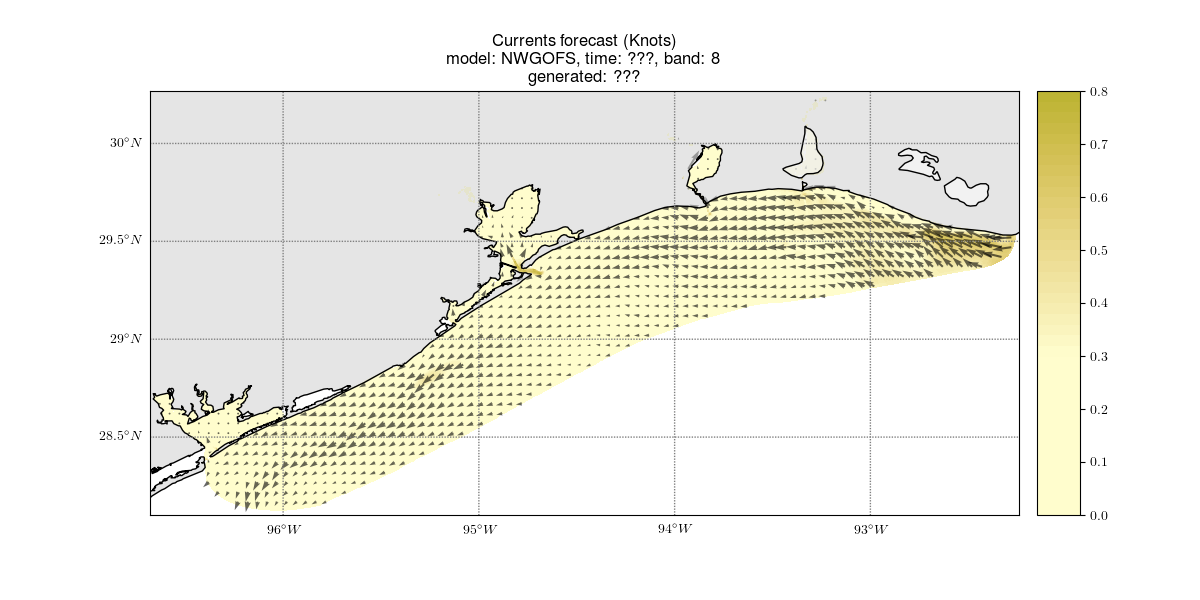 Currents forecast (Knots)
model: NWGOFS, time: ???, band: 8
generated: ???
30°N
29.5°N
29°N
28.5°N
96°W
95°W
94°W
93°W
0.8
0.7
0.6
0.5
0.4
0.3
0.2
0.1
0.0